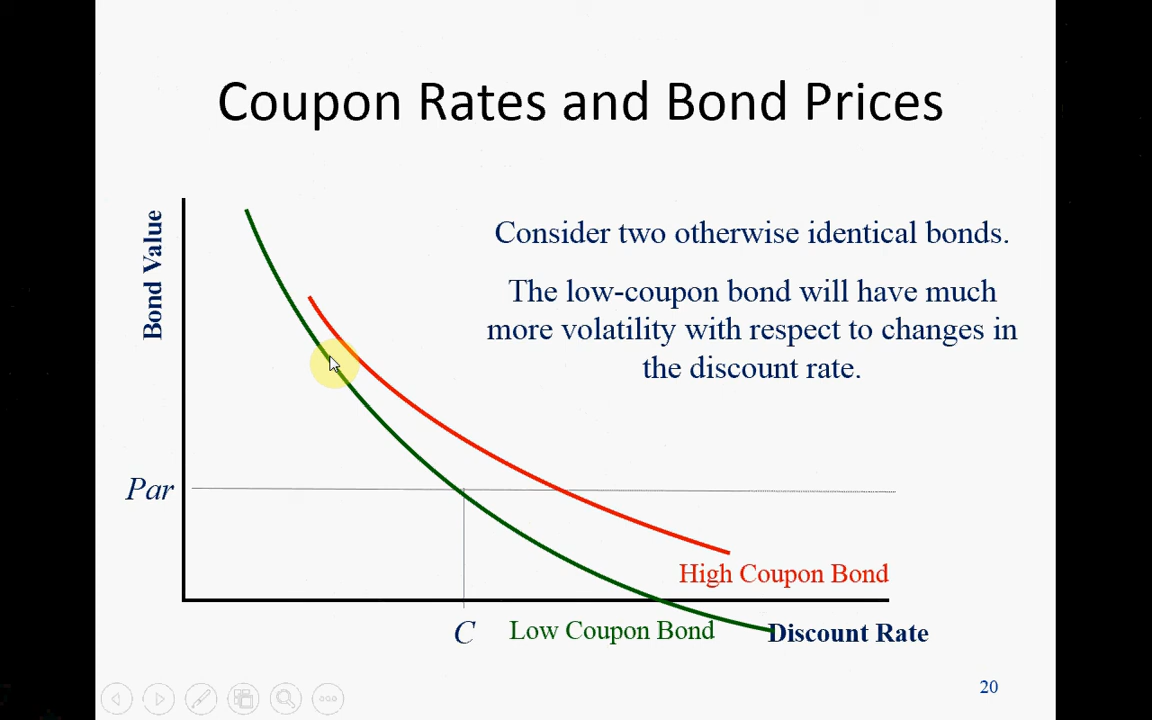 Coupon Rates and Bond Prices
Bond Value
Consider two otherwise identical bonds.
The low-coupon bond will have much
more volatility with respect to changes in
the discount rate.
Par
High Coupon Bond
C
Low Coupon Bond
Discount Rate
20